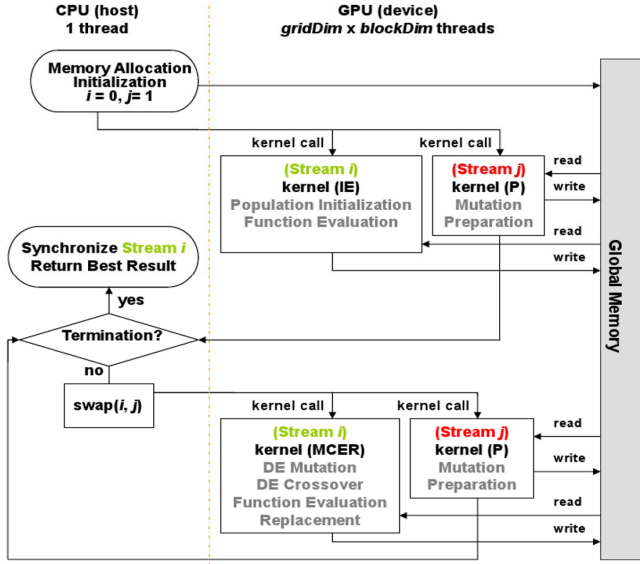 CPU (host)
1 thread
GPU (device)
gridDim x blockDim threads
Memory Allocation
Initialization
i = 0, j= 1
kernel call
kernel call
(Stream i)
kernel (IE)
Population Initialization
Function Evaluation
(Stream j)
kernel (P)
Mutation
Preparation
read
write
read
write
Global Memory
Synchronize Stream i
Return Best Result
yes
Termination?
no
swap(i, j)
kernel call
kernel call
(Stream i)
kernel (MCER)
DE Mutation
DE Crossover
Function Evaluation
Replacement
(Stream j)
kernel (P)
Mutation
Preparation
read
write
read
write